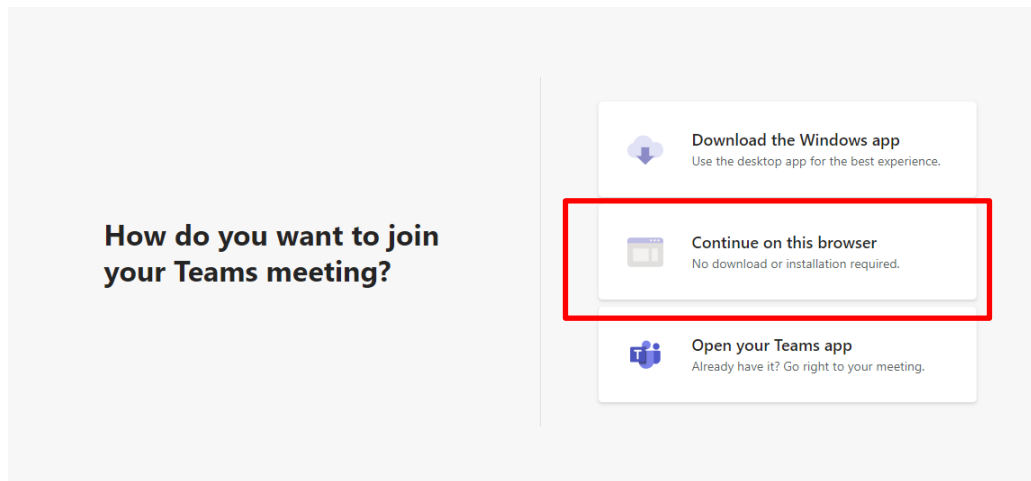 How do you want to join
your Teams meeting?
Download the Windows app
Use the desktop app for the best experience.
Continue on this browser
No download or installation required.
Open your Teams app
Already have it? Go right to your meeting.